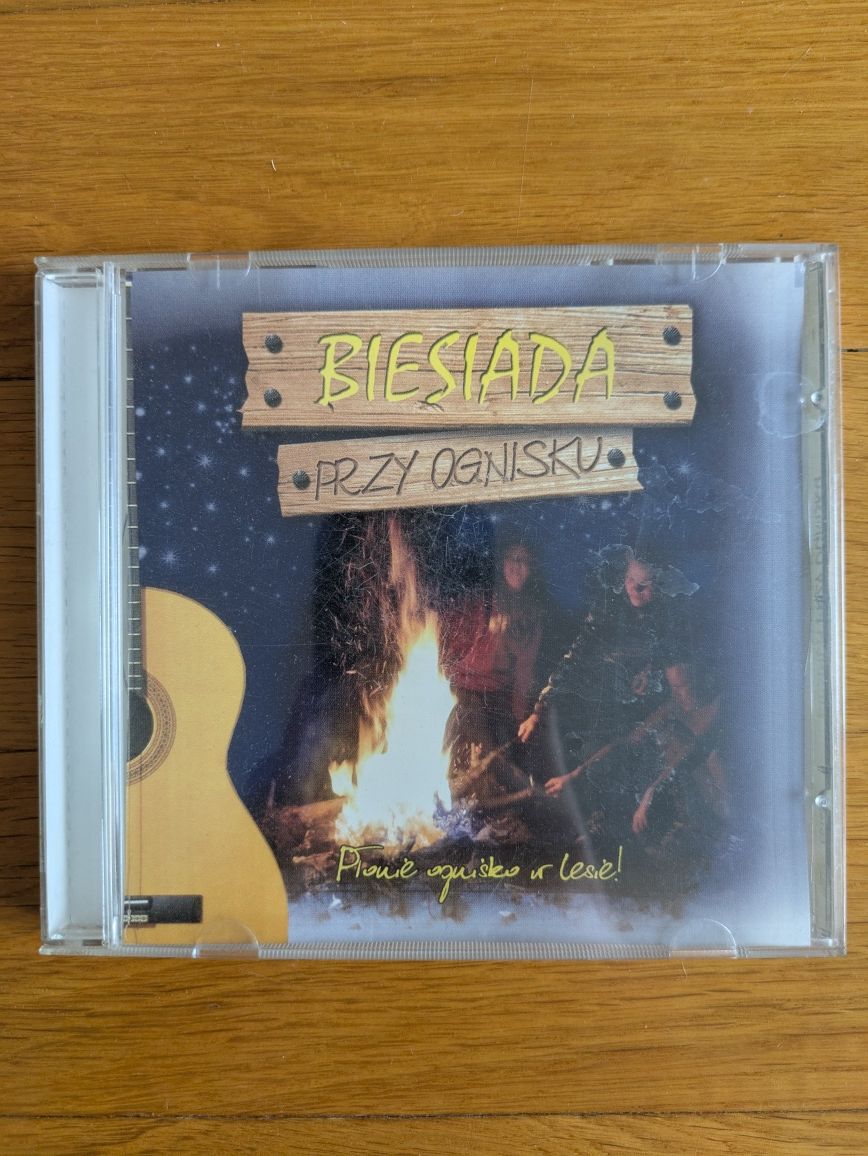 BIESIADA
PRZY OGNISKU
Płonie ognisko w lesie!